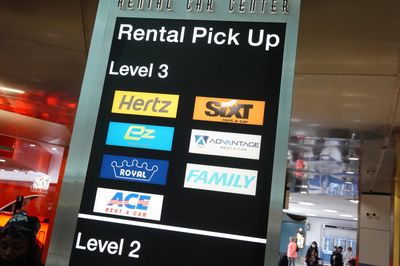 RENTAL CAR CENTER
Rental Pick Up
Level 3
Hertz
SIXT
rent a car
ez
ADVANTAGE
RENT A CAR
ROYAL
FAMILY
ACE
RENT A CAR
Level 2